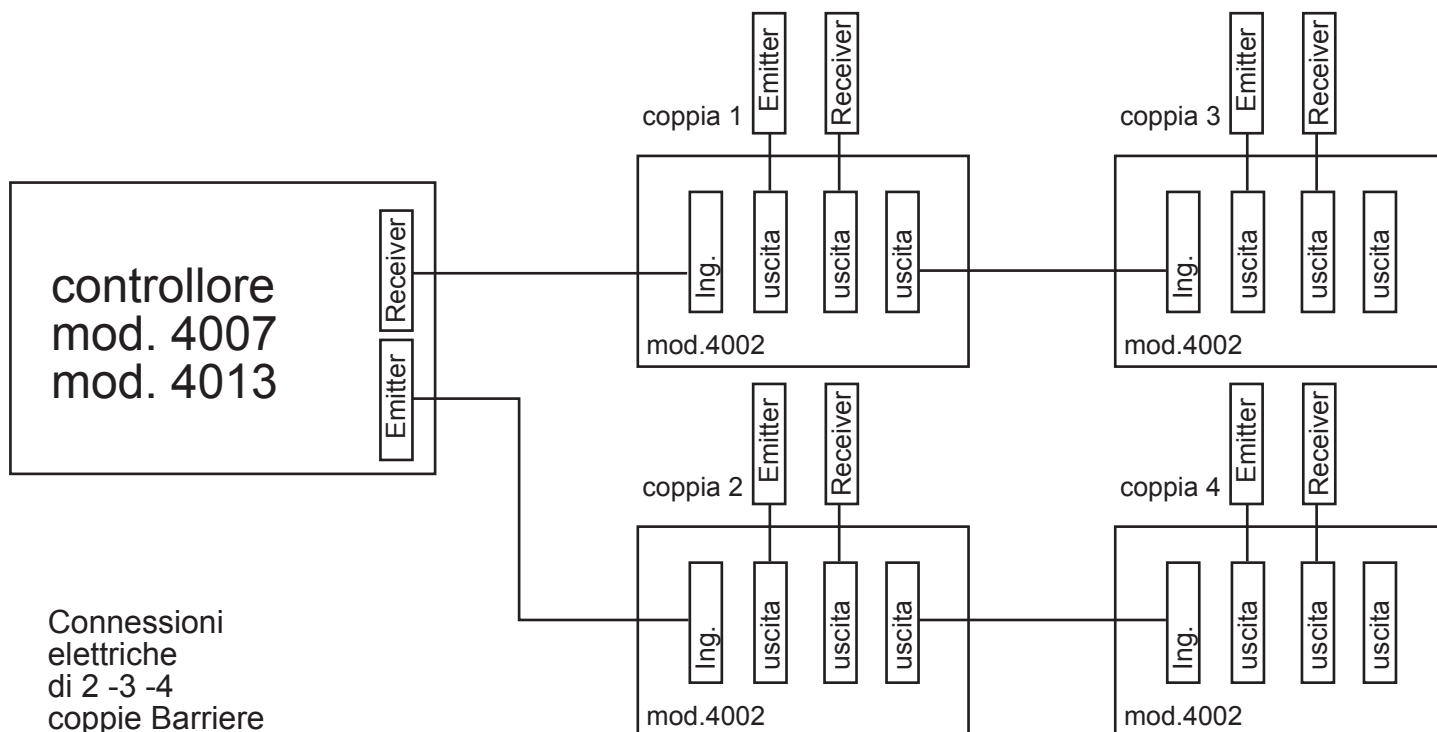 Emitter
Receiver
coppia 1
Ing.
uscita
uscita
uscita
mod.4002
Emitter
Receiver
coppia 3
Ing.
uscita
uscita
uscita
mod.4002
controllore
mod. 4007
mod. 4013
Receiver
Emitter
Emitter
Receiver
coppia 2
Ing.
uscita
uscita
uscita
mod.4002
Emitter
Receiver
coppia 4
Ing.
uscita
uscita
uscita
mod.4002
Connessioni
elettriche
di 2 -3 -4
coppie Barriere